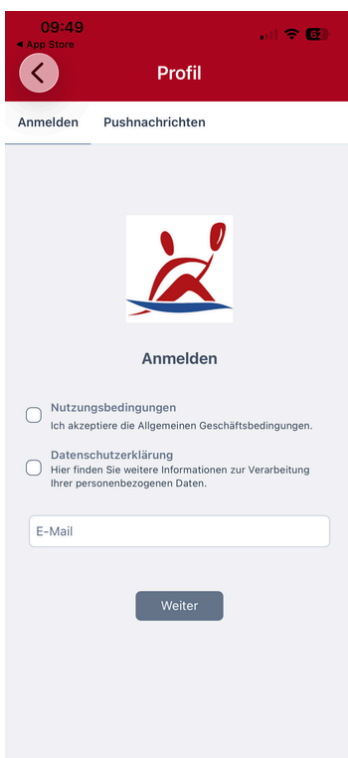 09:49
◀ App Store
62
Profil
Anmelden
Pushnachrichten
Anmelden
Nutzungsbedingungen
Ich akzeptiere die Allgemeinen Geschäftsbedingungen.
Datenschutzerklärung
Hier finden Sie weitere Informationen zur Verarbeitung
Ihrer personenbezogenen Daten.
E-Mail
Weiter